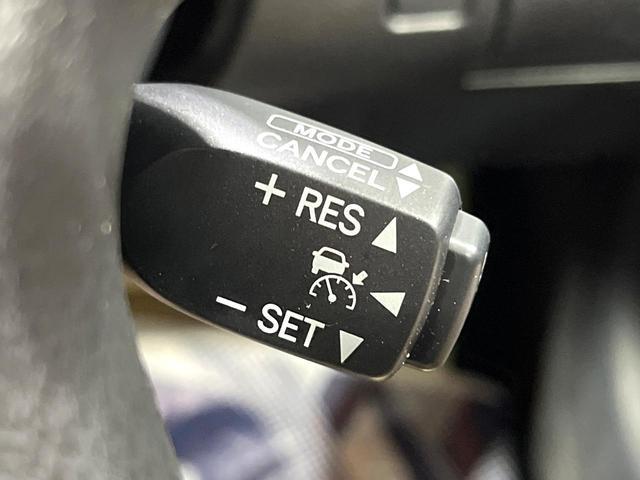 MODE
CANCEL
+ RES
− SET